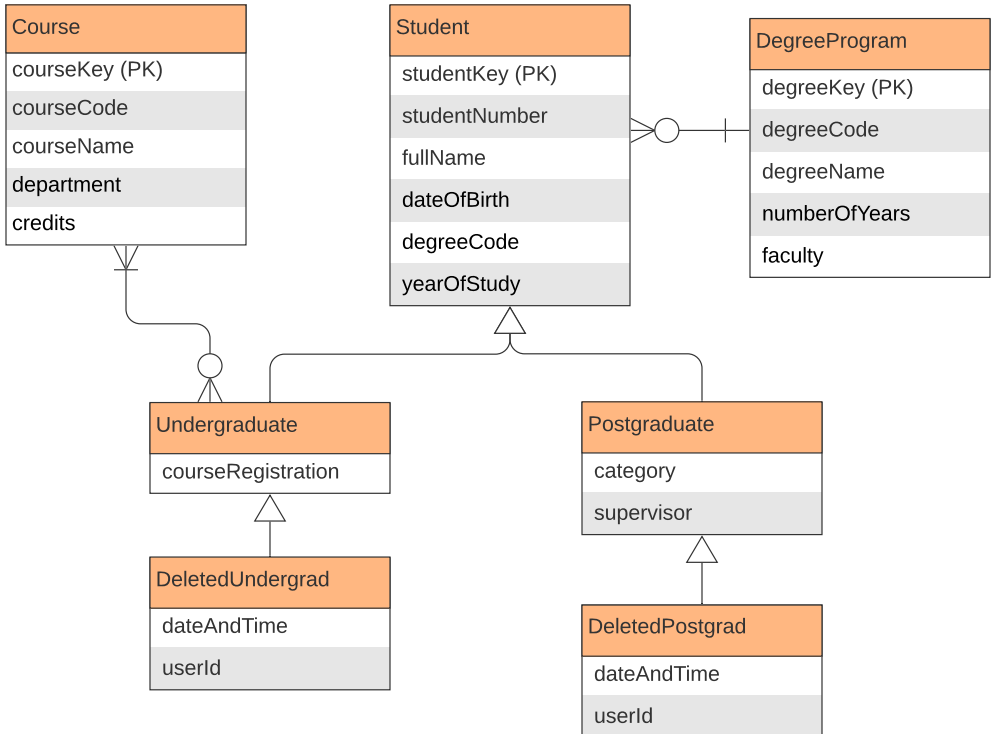 Course
courseKey (PK)
courseCode
courseName
department
credits
Student
studentKey (PK)
studentNumber
fullName
dateOfBirth
degreeCode
yearOfStudy
DegreeProgram
degreeKey (PK)
degreeCode
degreeName
numberOfYears
faculty
Undergraduate
courseRegistration
Postgraduate
category
supervisor
DeletedUndergrad
dateAndTime
userId
DeletedPostgrad
dateAndTime
userId